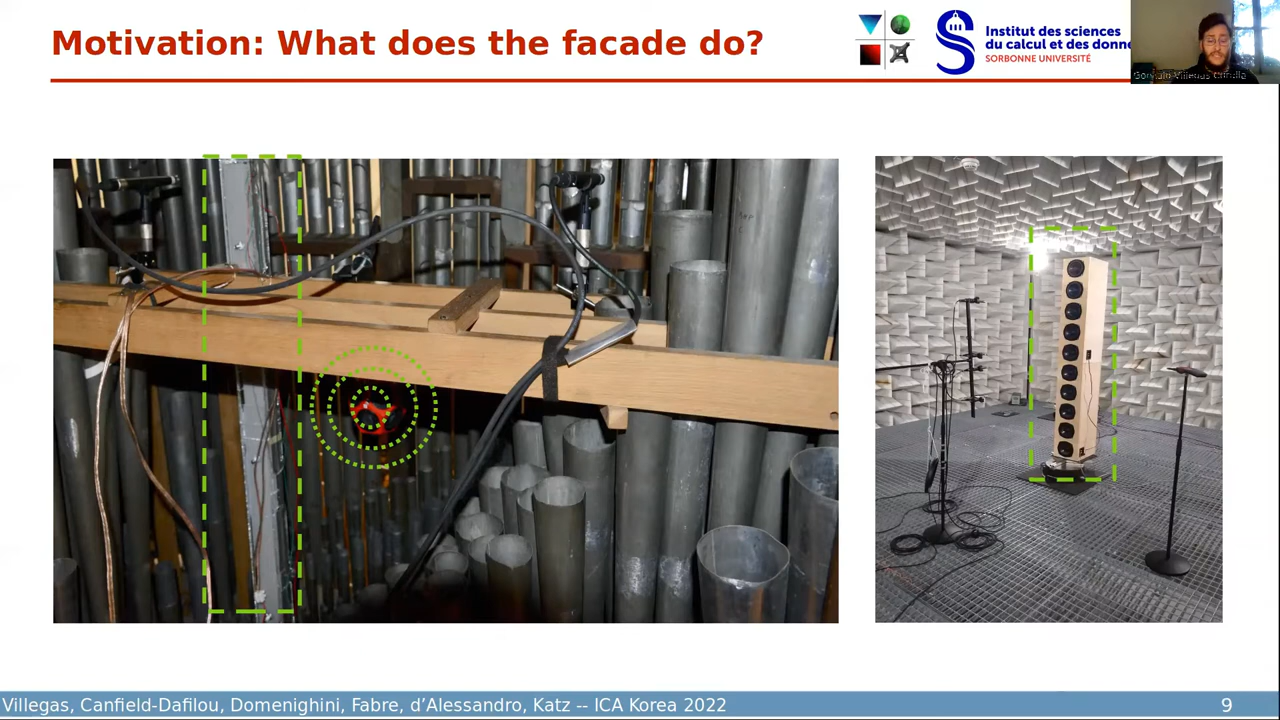 Motivation: What does the facade do?
Institut des sciences
du calcul et des donne
SORBONNE UNIVERSITÉ
Villegas, Canfield-Dafilou, Domenighini, Fabre, d’Alessandro, Katz -- ICA Korea 2022
9